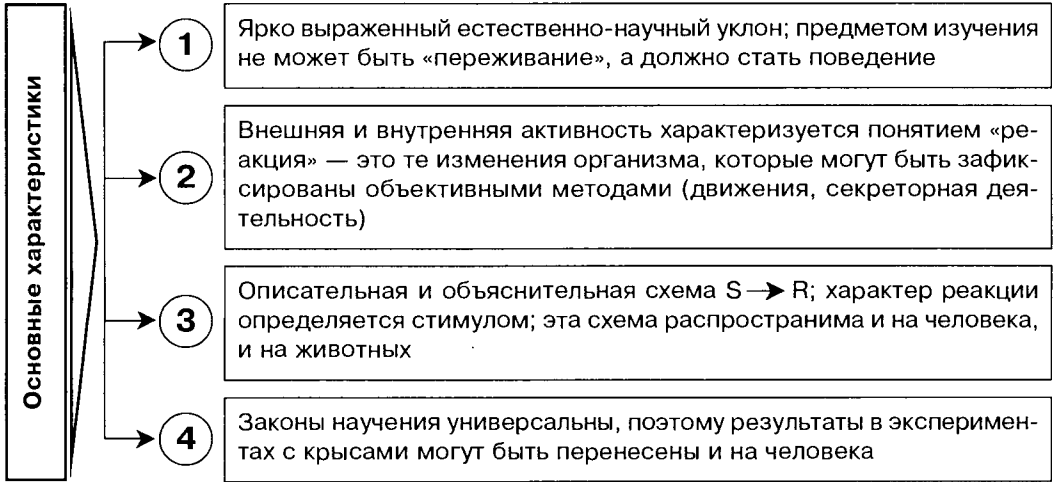 Основные характеристики
1
Ярко выраженный естественно-научный уклон; предметом изучения
не может быть «переживание», а должно стать поведение
2
Внешняя и внутренняя активность характеризуется понятием «ре-
акция» — это те изменения организма, которые могут быть зафик-
сированы объективными методами (движения, секреторная дея-
тельность)
3
Описательная и объяснительная схема S → R; характер реакции
определяется стимулом; эта схема распространима и на человека,
и на животных
4
Законы научения универсальны, поэтому результаты в эксперимен-
тах с крысами могут быть перенесены и на человека